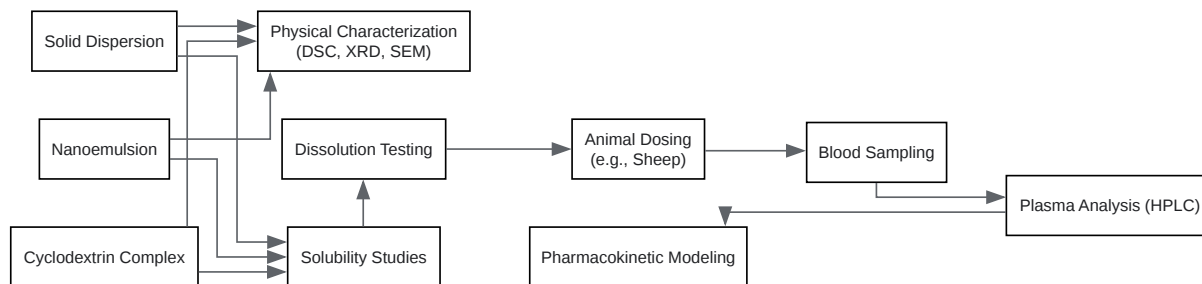 Solid Dispersion
Physical Characterization
(DSC, XRD, SEM)
Nanoemulsion
Dissolution Testing
Animal Dosing
(e.g., Sheep)
Blood Sampling
Plasma Analysis (HPLC)
Cyclodextrin Complex
Solubility Studies
Pharmacokinetic Modeling